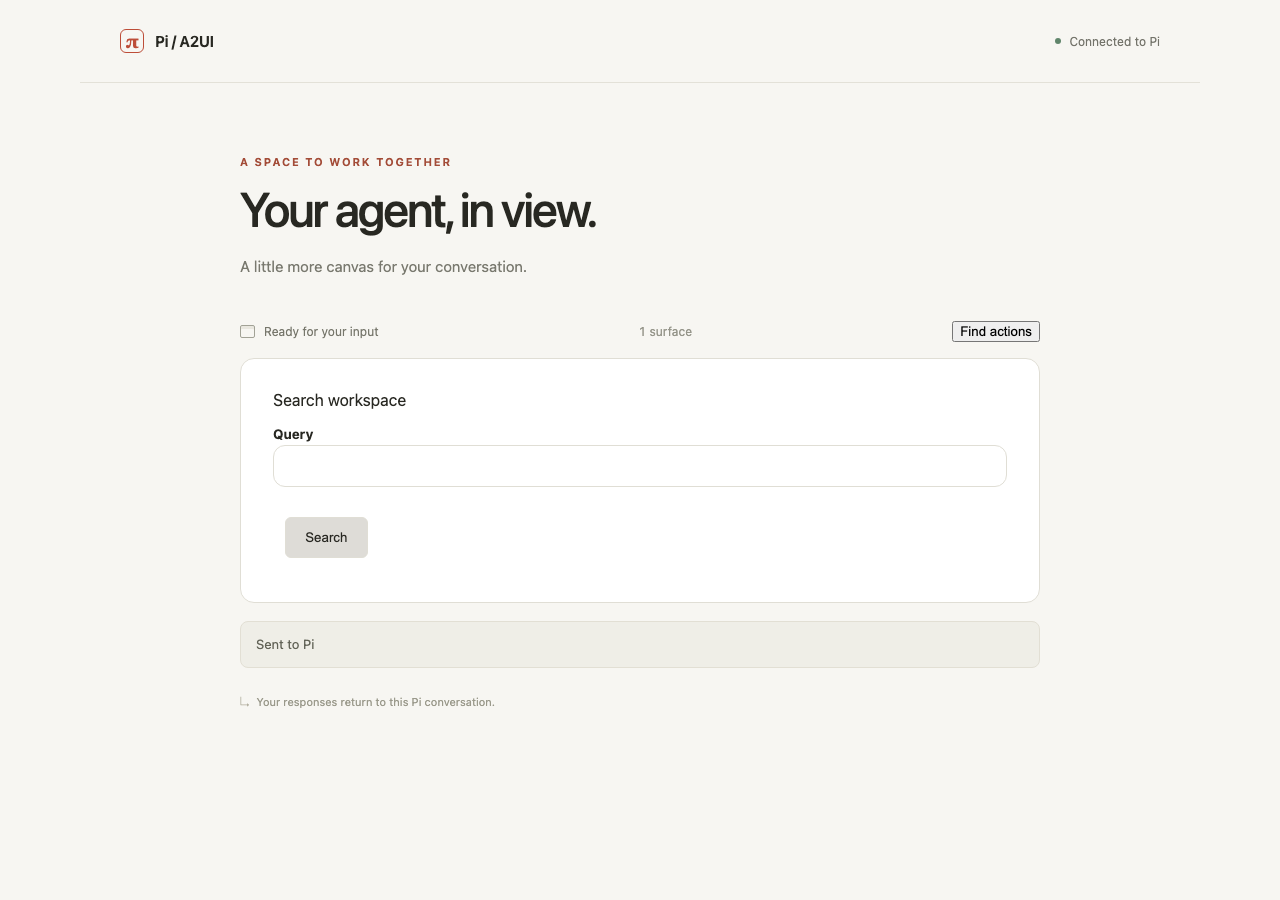 π Pi / A2UI
Connected to Pi
A SPACE TO WORK TOGETHER
Your agent, in view.
A little more canvas for your conversation.
Ready for your input
1 surface
Find actions
Search workspace
Query
Search
Sent to Pi
Your responses return to this Pi conversation.